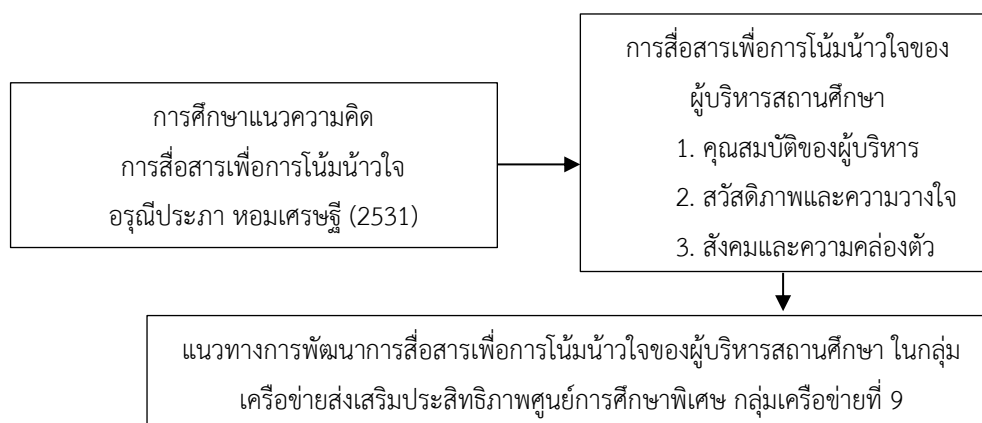 การศึกษาแนวความคิด
การสื่อสารเพื่อการโน้มน้าวใจ
อรุณีประภา หอมเศรษฐี (2531)
การสื่อสารเพื่อการโน้มน้าวใจของ
ผู้บริหารสถานศึกษา
1. คุณสมบัติของผู้บริหาร
2. สวัสดิภาพและความวางใจ
3. สังคมและความคล่องตัว
แนวทางการพัฒนาการสื่อสารเพื่อการโน้มน้าวใจของผู้บริหารสถานศึกษา ในกลุ่ม
เครือข่ายส่งเสริมประสิทธิภาพศูนย์การศึกษาพิเศษ กลุ่มเครือข่ายที่ 9